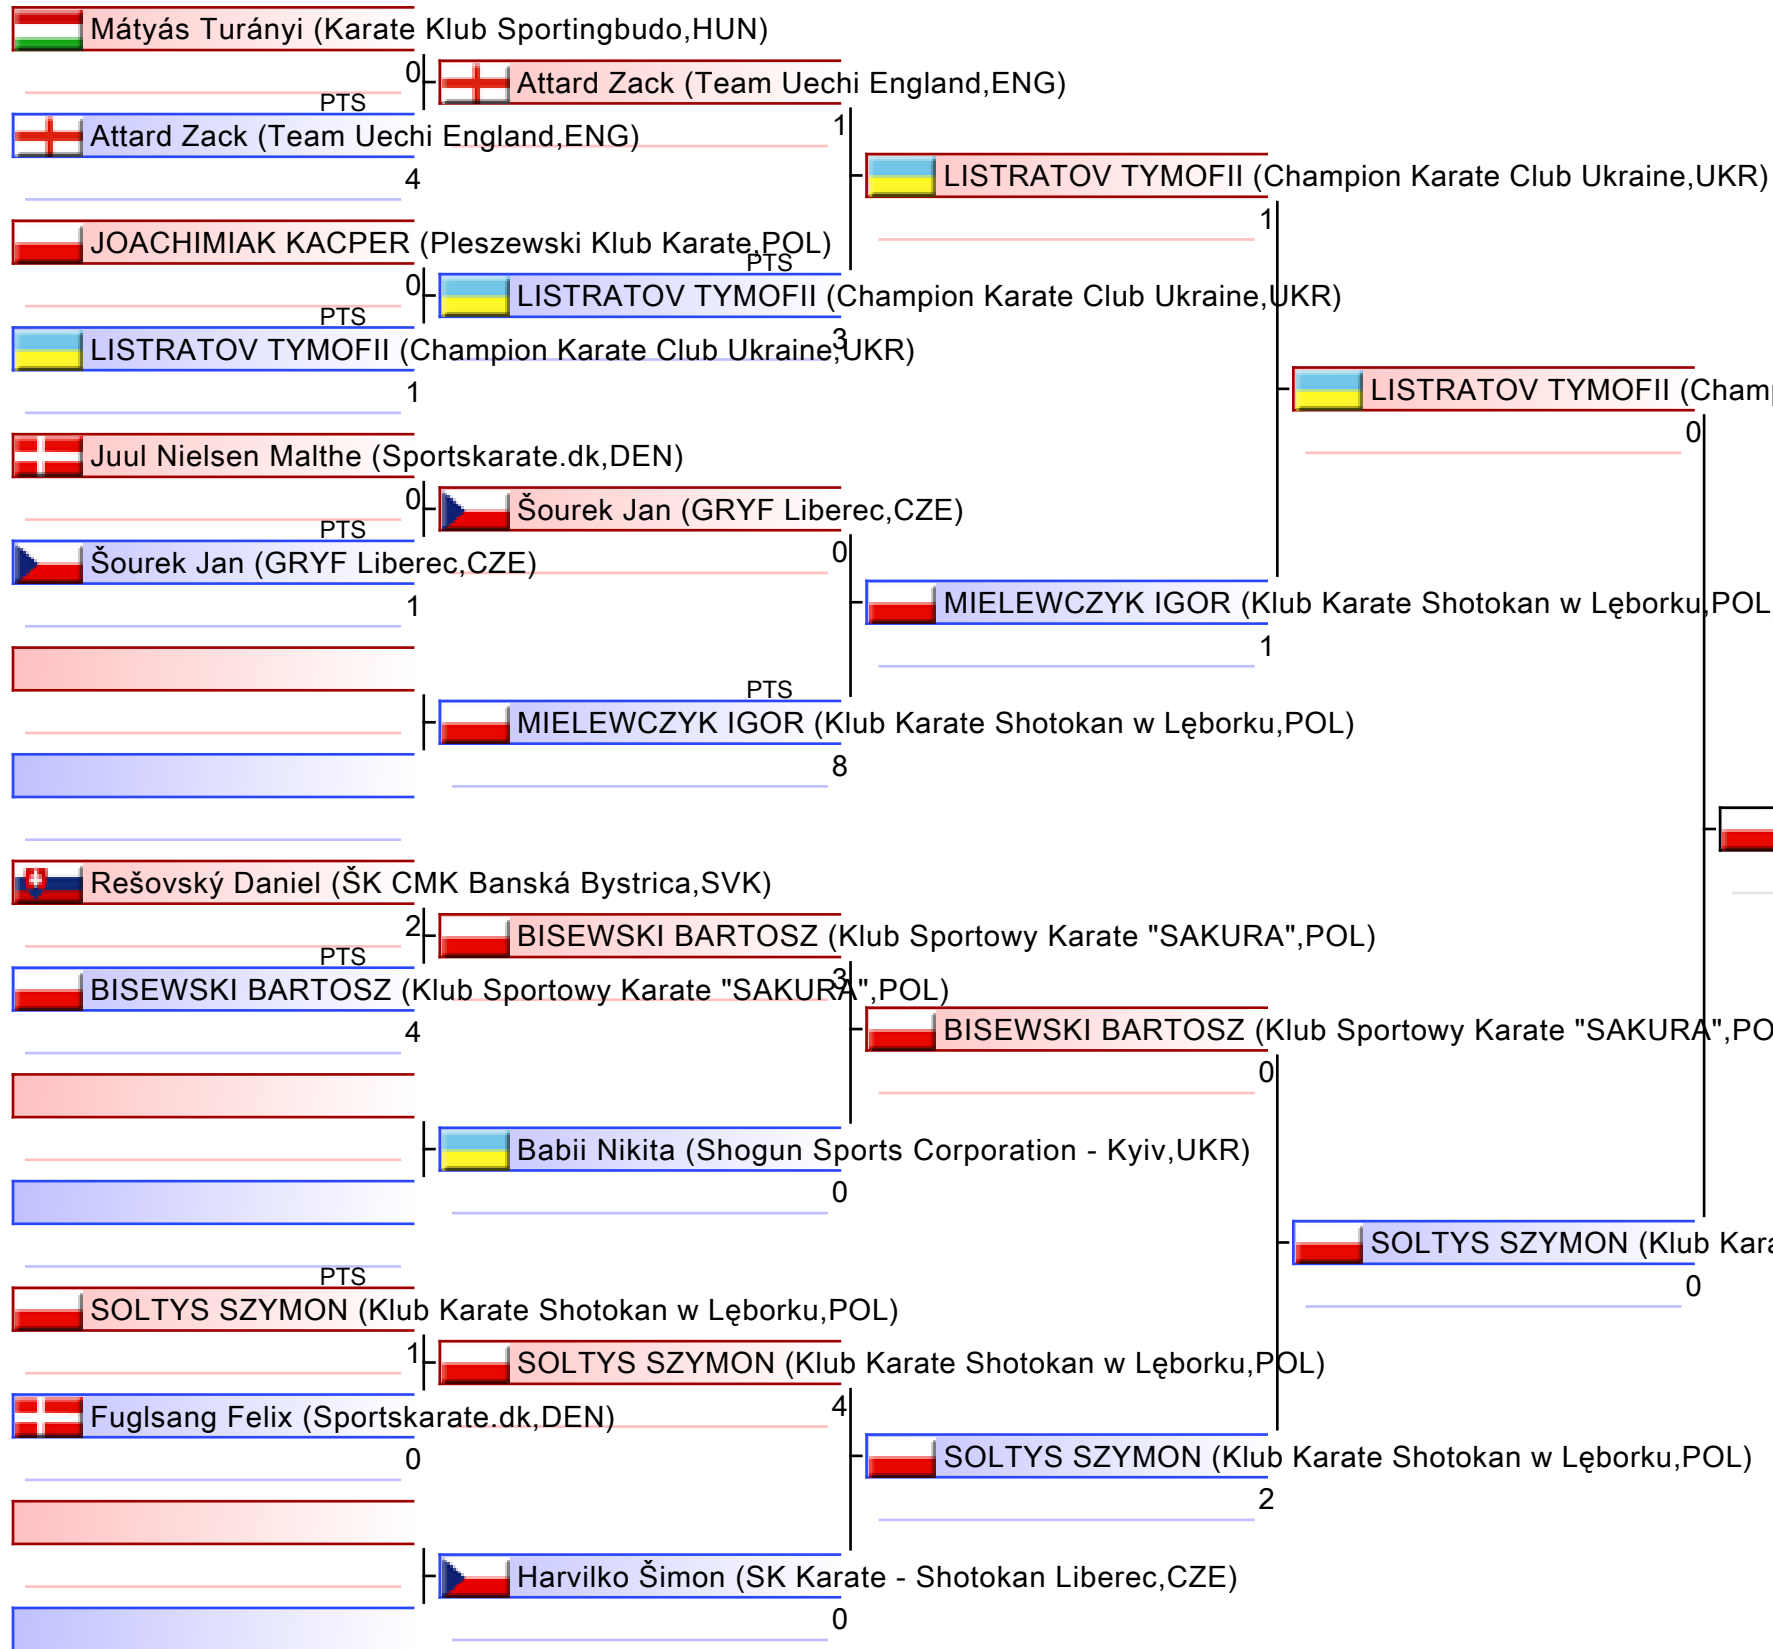 Mátyás Turányi (Karate Klub Sportingbudo,HUN)
0
Attard Zack (Team Uechi England,ENG)
PTS
Attard Zack (Team Uechi England,ENG)
1
4
LISTRATOV TYMOFII (Champion Karate Club Ukraine,UKR)
1
JOACHIMIAK KACPER (Pleszewski Klub Karate,POL)
PTS
0
LISTRATOV TYMOFII (Champion Karate Club Ukraine,UKR)
PTS
3
LISTRATOV TYMOFII (Champion Karate Club Ukraine,UKR)
1
LISTRATOV TYMOFII (Champ
0
Juul Nielsen Malthe (Sportskarate.dk,DEN)
0
Šourek Jan (GRYF Liberec,CZE)
PTS
0
Šourek Jan (GRYF Liberec,CZE)
1
MIELEWCZYK IGOR (Klub Karate Shotokan w Lęborku,POL
1
PTS
MIELEWCZYK IGOR (Klub Karate Shotokan w Lęborku,POL)
8
Rešovský Daniel (ŠK CMK Banská Bystrica,SVK)
2
BISEWSKI BARTOSZ (Klub Sportowy Karate "SAKURA",POL)
PTS
3
BISEWSKI BARTOSZ (Klub Sportowy Karate "SAKURA",POL)
4
BISEWSKI BARTOSZ (Klub Sportowy Karate "SAKURA",PO
0
Babii Nikita (Shogun Sports Corporation - Kyiv,UKR)
0
SOLTYS SZYMON (Klub Kara
0
PTS
SOLTYS SZYMON (Klub Karate Shotokan w Lęborku,POL)
1
SOLTYS SZYMON (Klub Karate Shotokan w Lęborku,POL)
4
Fuglsang Felix (Sportskarate.dk,DEN)
0
SOLTYS SZYMON (Klub Karate Shotokan w Lęborku,POL)
2
Harvilko Šimon (SK Karate - Shotokan Liberec,CZE)
0